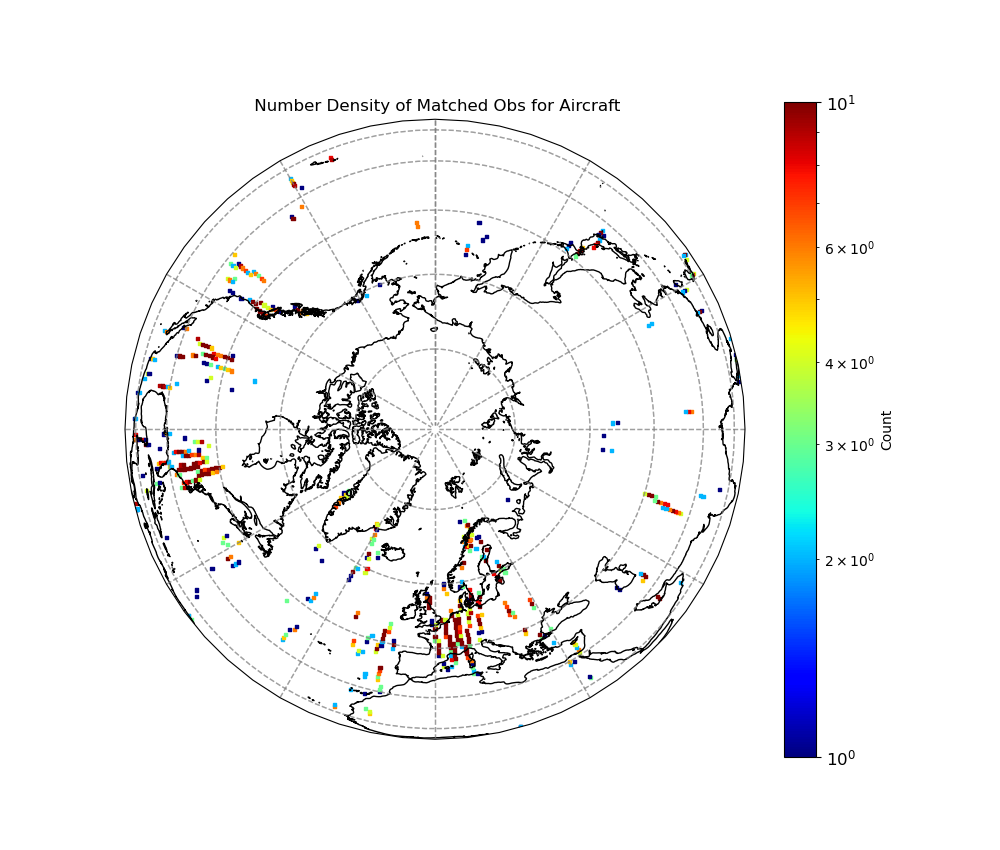 Number Density of Matched Obs for Aircraft
10¹
6 × 10⁰
4 × 10⁰
3 × 10⁰
2 × 10⁰
10⁰
Count